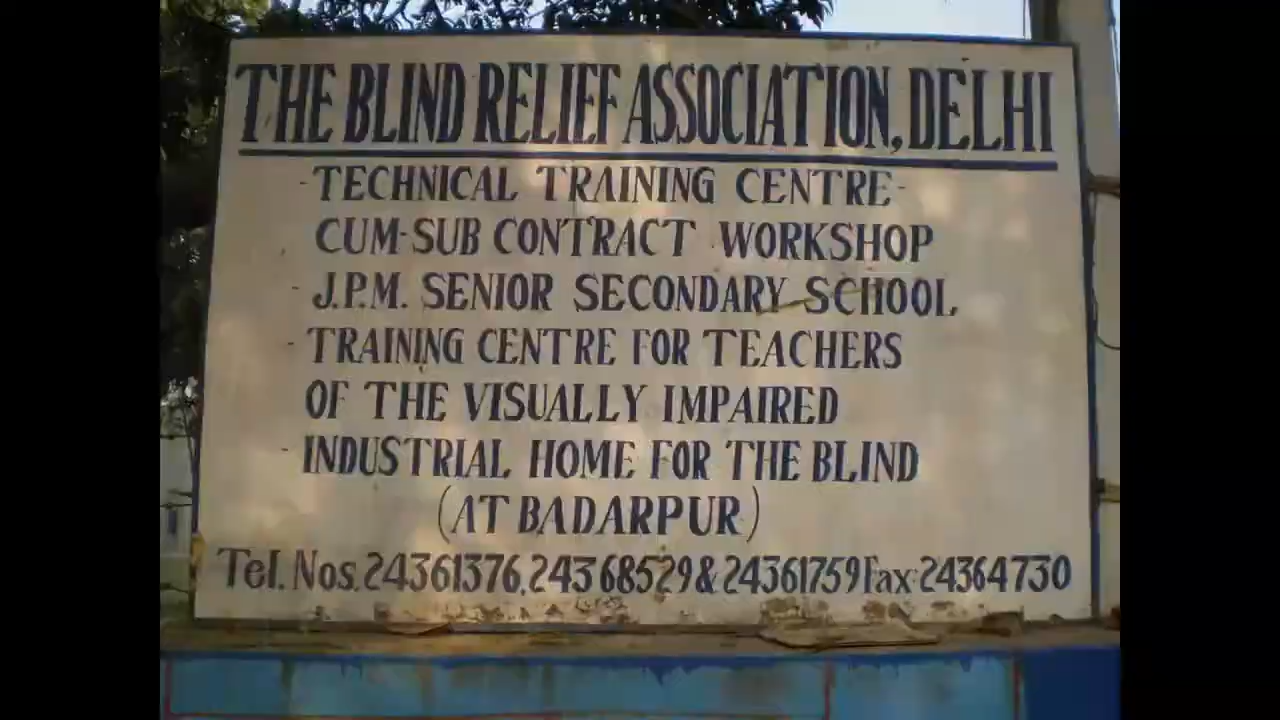 THE BLIND RELIEF ASSOCIATION, DELHI
- TECHNICAL TRAINING CENTRE -
CUM-SUB CONTRACT WORKSHOP
- J.P.M. SENIOR SECONDARY SCHOOL
- TRAINING CENTRE FOR TEACHERS
OF THE VISUALLY IMPAIRED
- INDUSTRIAL HOME FOR THE BLIND
(AT BADARPUR)
Tel. Nos. 24361376, 24368529 & 24361759 Fax: 24364730